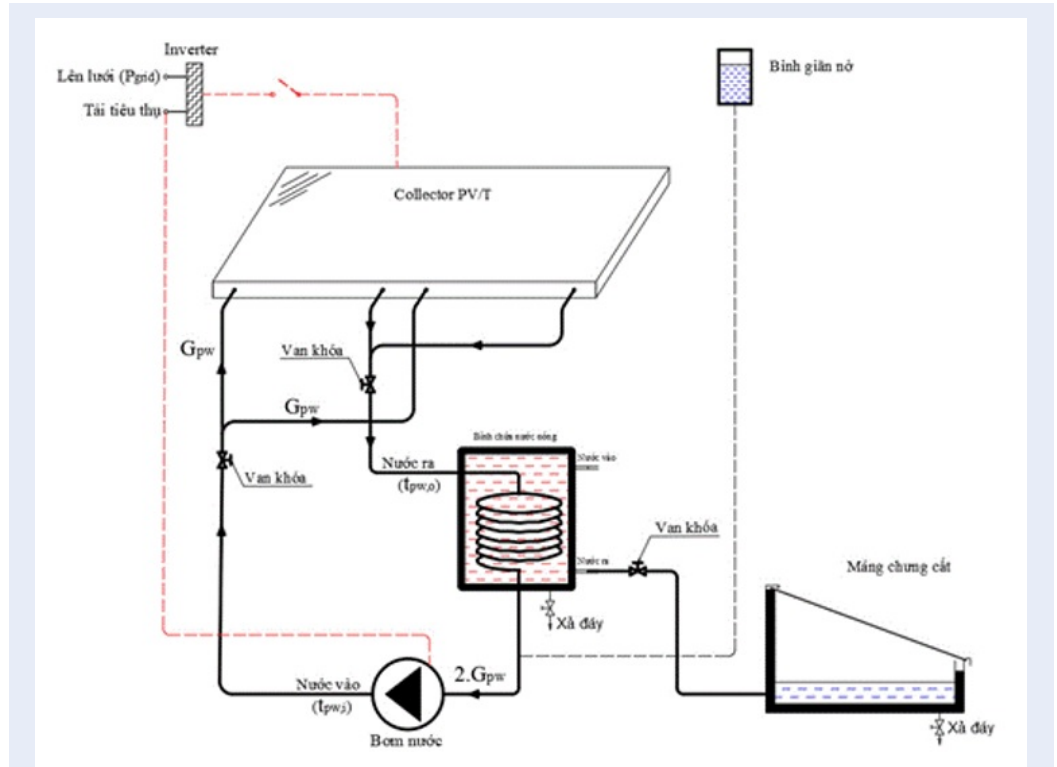 Inverter
Lên lưới (Pgrid)
Tải tiêu thụ
Bình giãn nở
Collector PV/T
Gpw
Van khóa
Gpw
Bình chứa nước nóng
Nước vào
Nước ra
(tpw,o)
Van khóa
Van khóa
Nước ra
Máng chưng cất
Xả đáy
2.Gpw
Nước vào
(tpw,i)
Bơm nước
Xả đáy